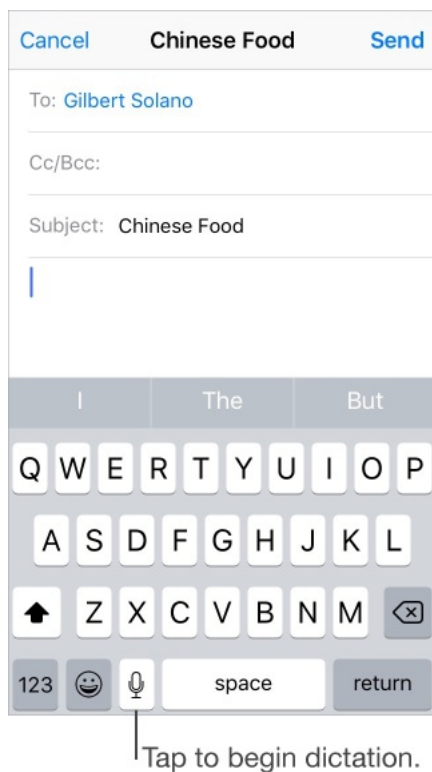 Cancel Chinese Food Send
To: Gilbert Solano
Cc/Bcc:
Subject: Chinese Food
I The But
Q W E R T Y U I O P
A S D F G H J K L
Z X C V B N M
123 space return
Tap to begin dictation.